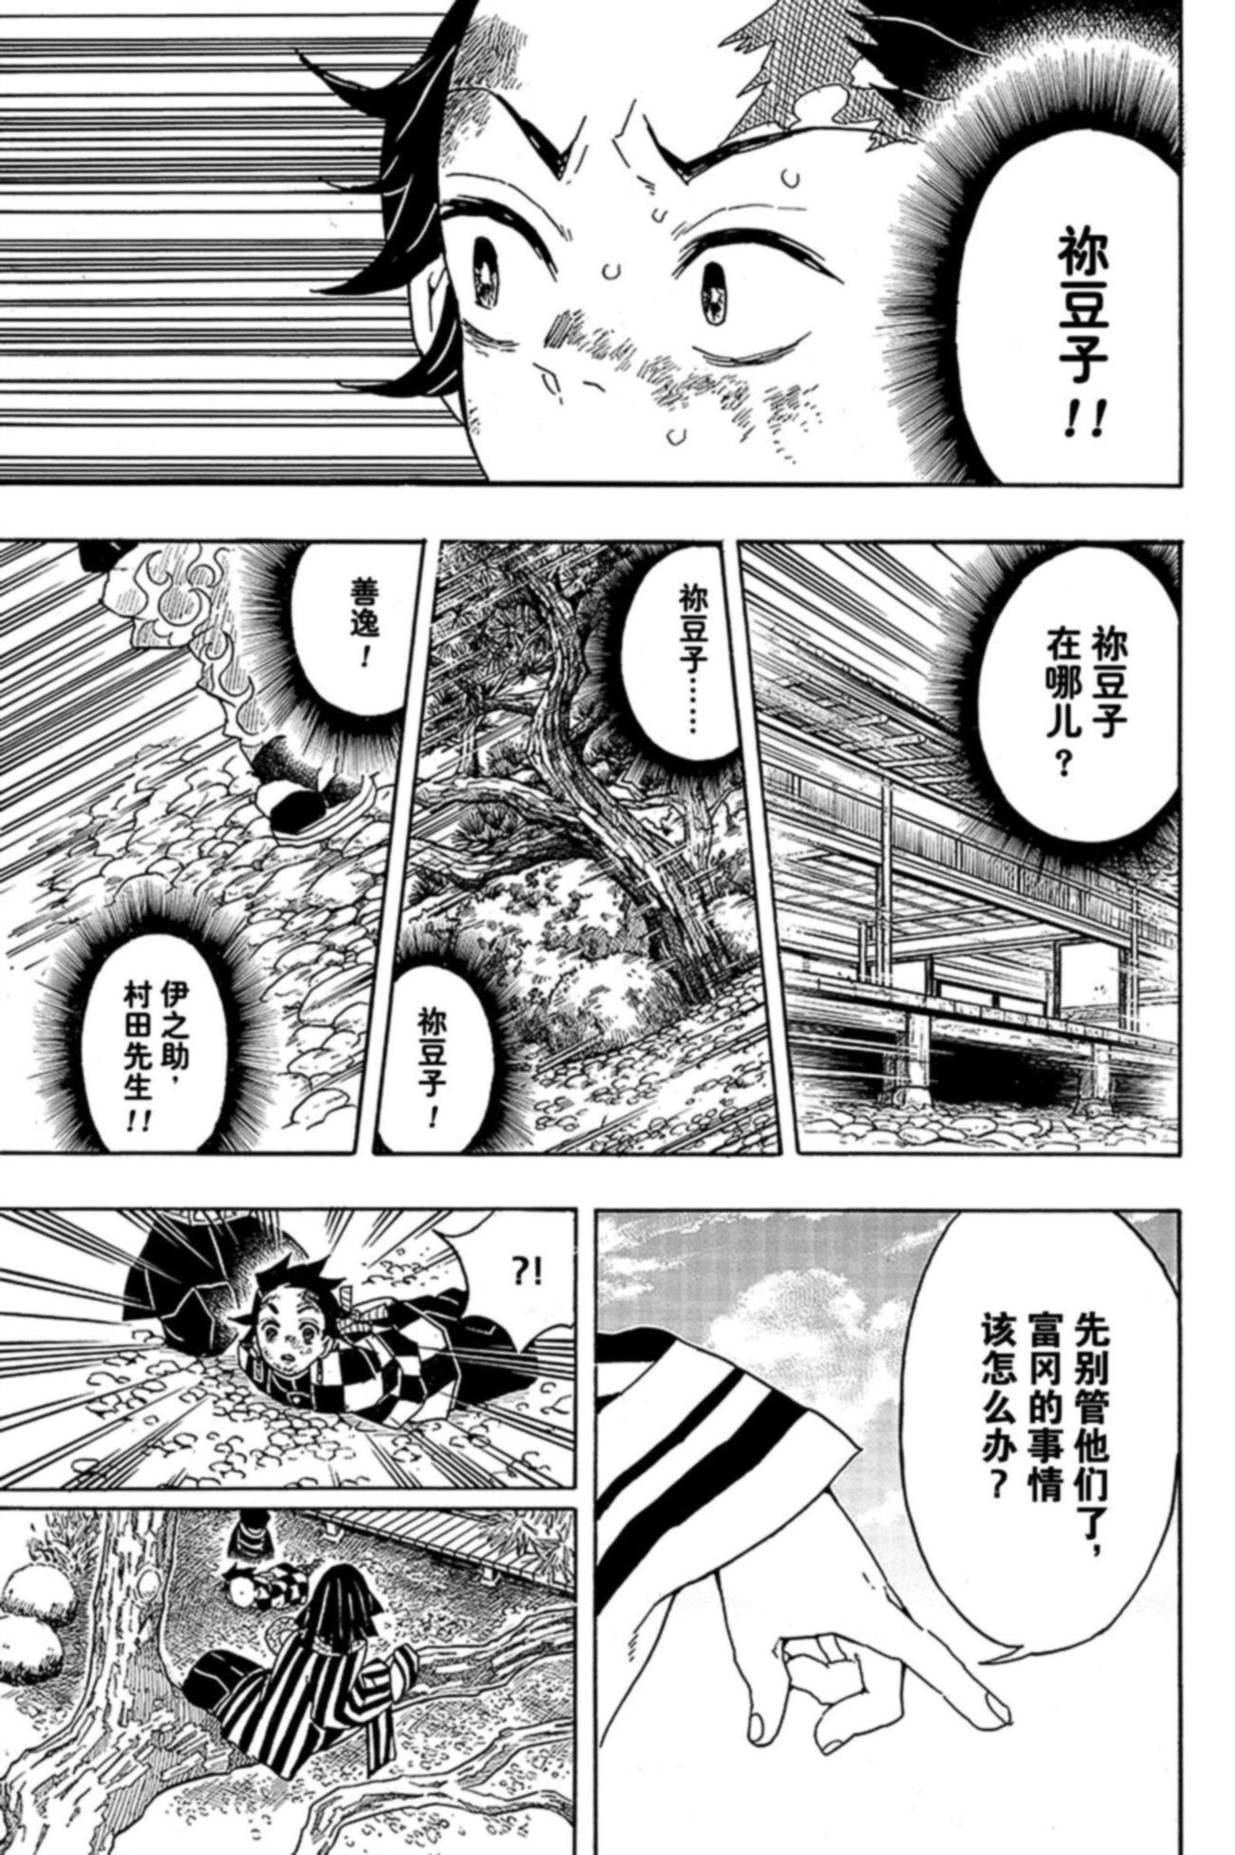 祢豆子！！
祢豆子
在哪儿？
祢豆子……
祢豆子！
善逸！
伊之助，
村田先生！！
先别管他们了，
富冈的事情
该怎么办？
?!